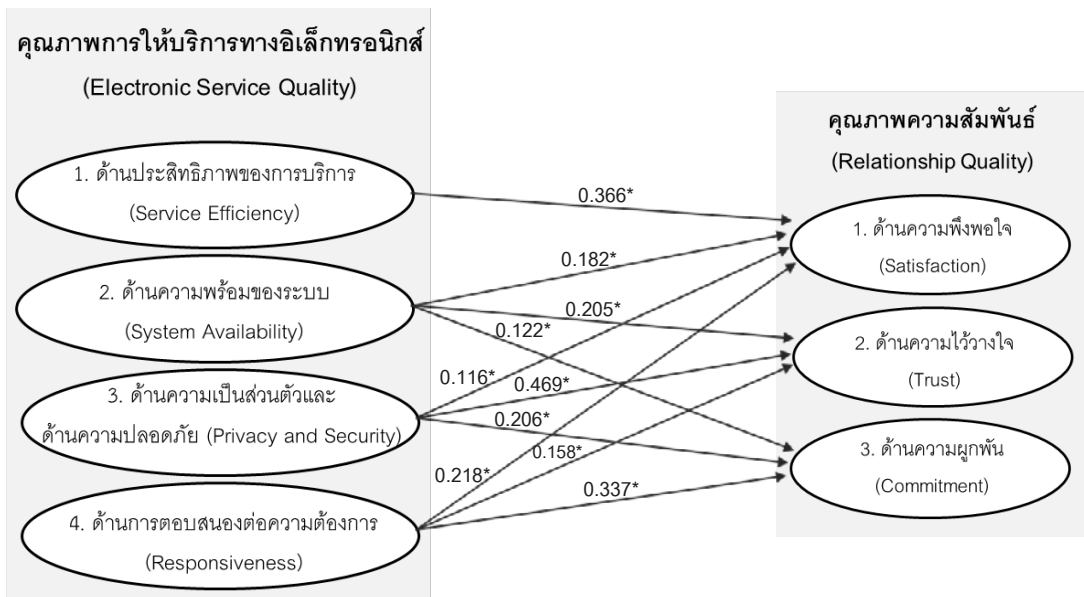 คุณภาพการให้บริการทางอิเล็กทรอนิกส์
(Electronic Service Quality)
1. ด้านประสิทธิภาพของการบริการ
(Service Efficiency)
2. ด้านความพร้อมของระบบ
(System Availability)
3. ด้านความเป็นส่วนตัวและ
ด้านความปลอดภัย (Privacy and Security)
4. ด้านการตอบสนองต่อความต้องการ
(Responsiveness)
0.366*
0.182*
0.205*
0.122*
0.116*
0.469*
0.206*
0.158*
0.218*
0.337*
คุณภาพความสัมพันธ์
(Relationship Quality)
1. ด้านความพึงพอใจ
(Satisfaction)
2. ด้านความไว้วางใจ
(Trust)
3. ด้านความผูกพัน
(Commitment)